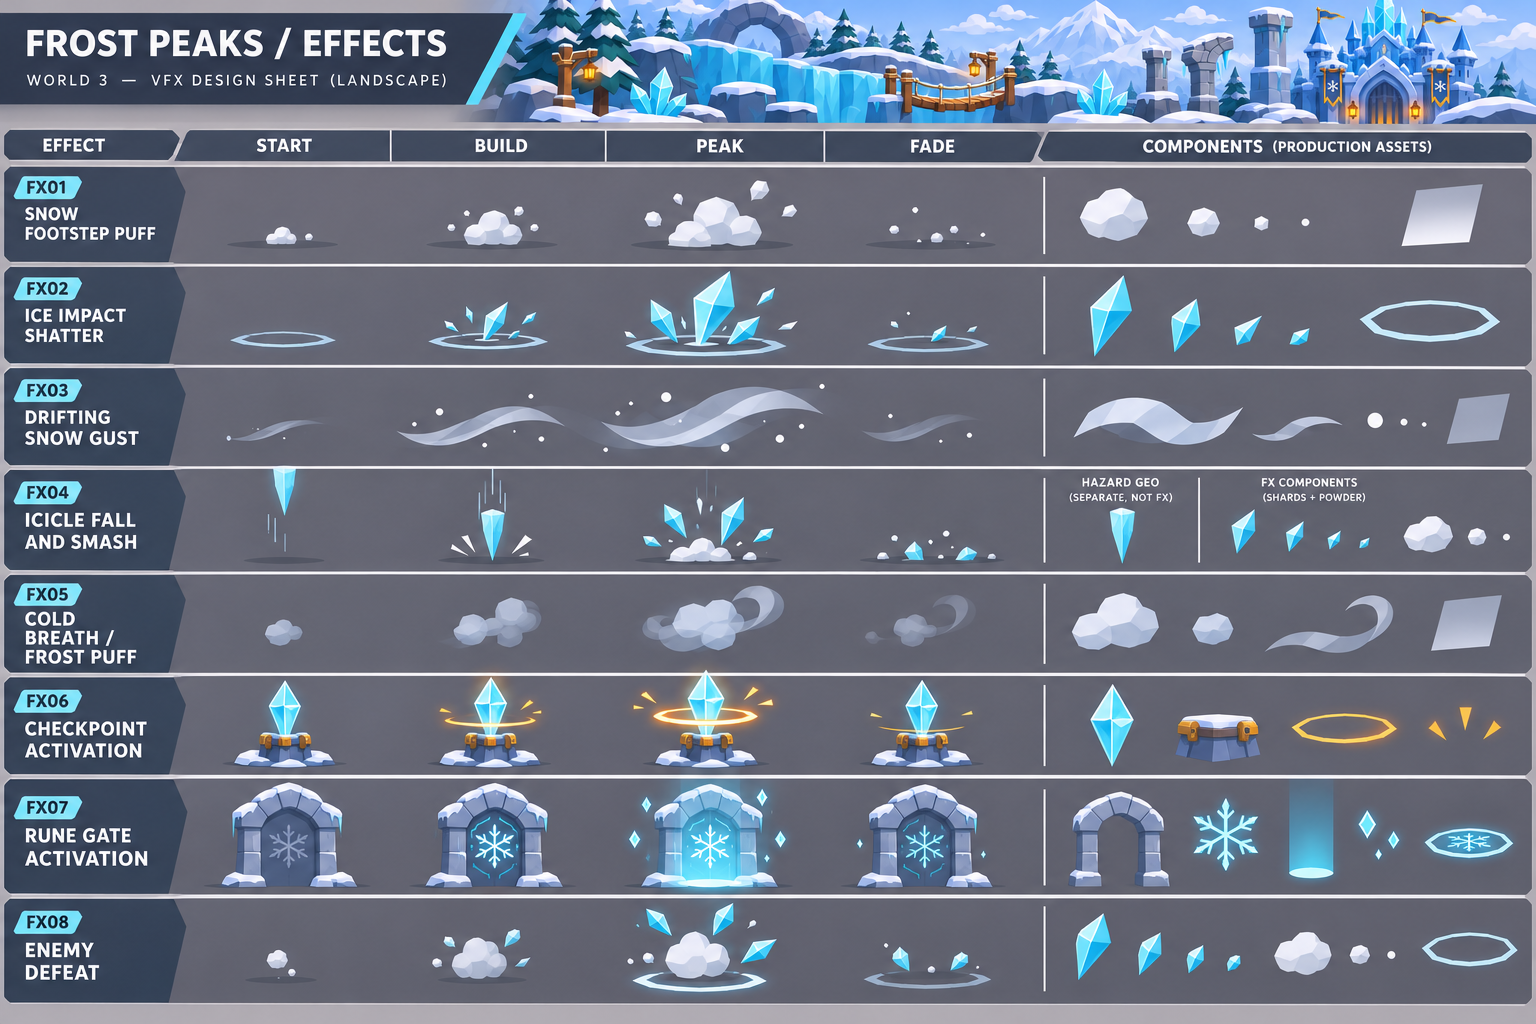 FROST PEAKS / EFFECTS
WORLD 3 — VFX DESIGN SHEET (LANDSCAPE)
EFFECT
START
BUILD
PEAK
FADE
COMPONENTS (PRODUCTION ASSETS)
FX01
SNOW
FOOTSTEP PUFF
FX02
ICE IMPACT
SHATTER
FX03
DRIFTING
SNOW GUST
FX04
ICICLE FALL
AND SMASH
HAZARD GEO
(SEPARATE, NOT FX)
FX COMPONENTS
(SHARDS + POWDER)
FX05
COLD
BREATH /
FROST PUFF
FX06
CHECKPOINT
ACTIVATION
FX07
RUNE GATE
ACTIVATION
FX08
ENEMY
DEFEAT